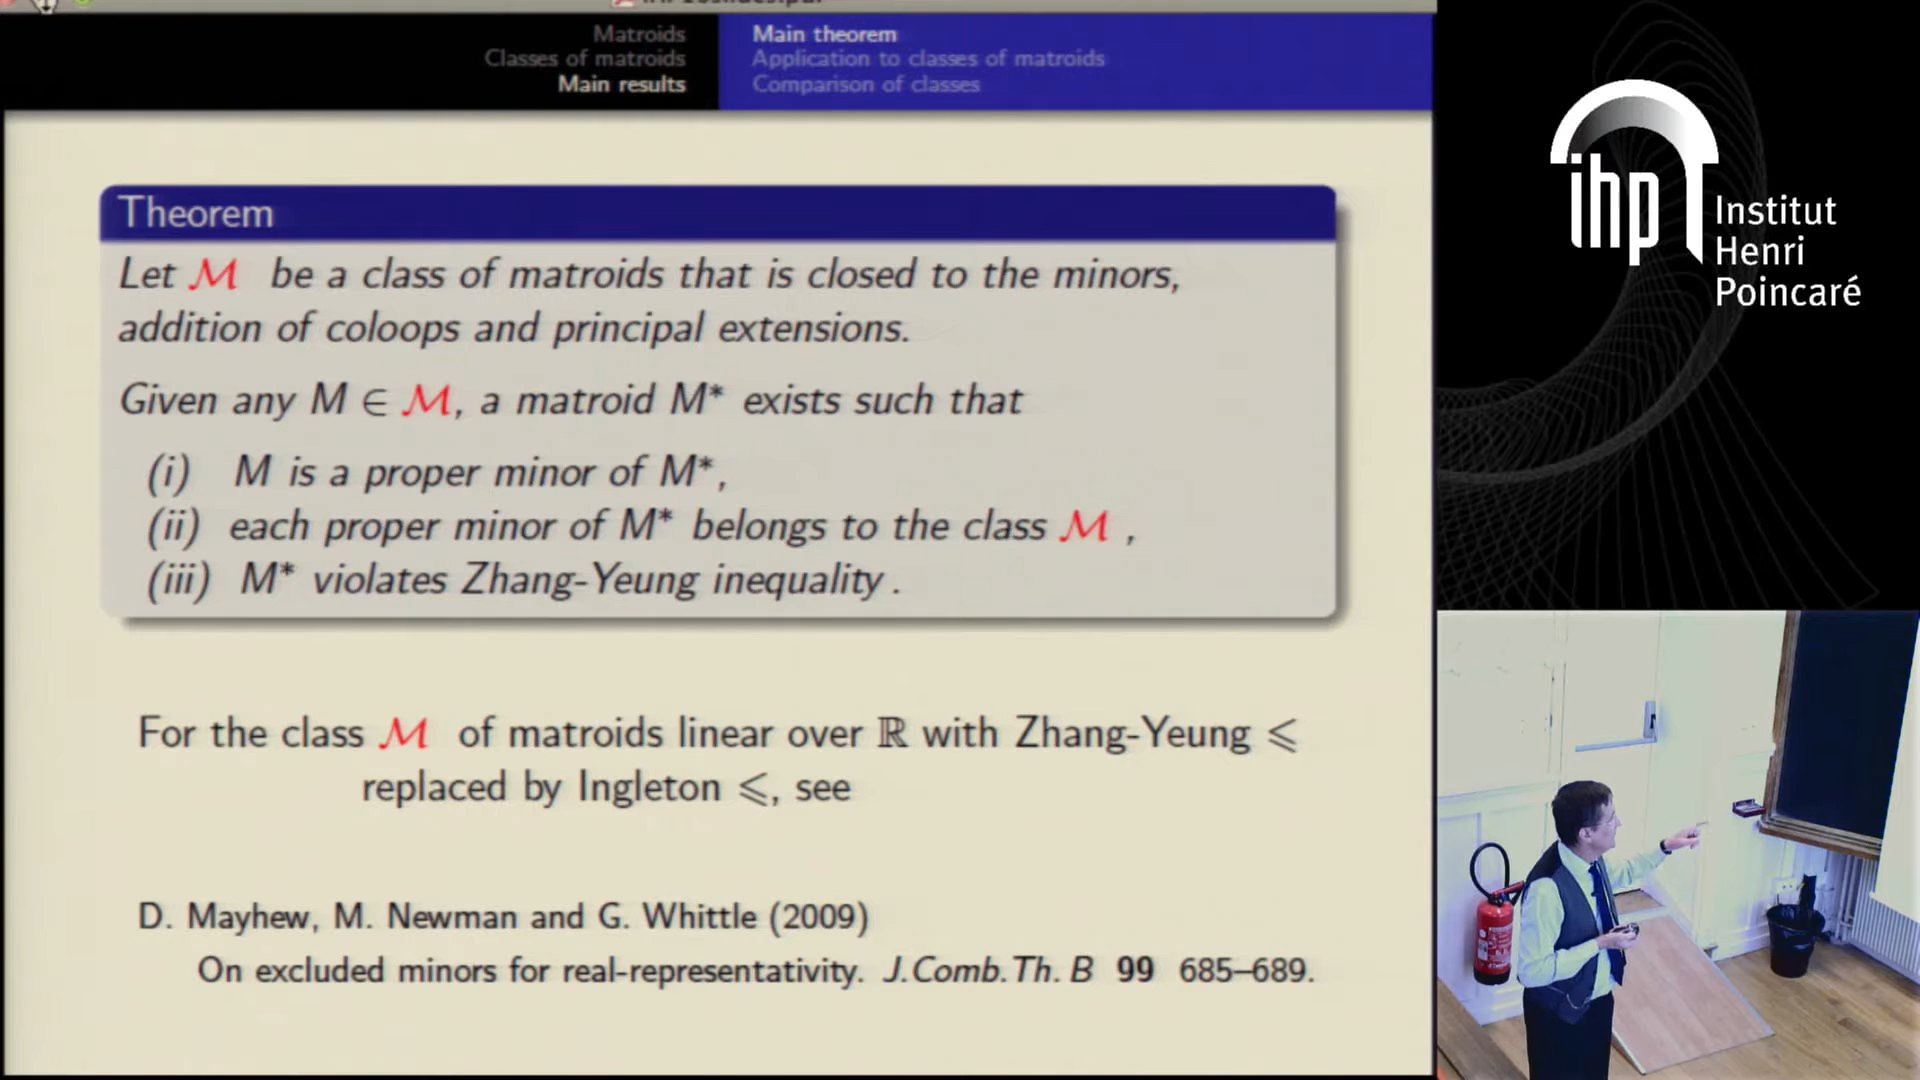 Matroids
Classes of matroids
Main results
Main theorem
Application to classes of matroids
Comparison of classes
Theorem
Let ℳ be a class of matroids that is closed to the minors,
addition of coloops and principal extensions.
Given any M ∈ ℳ, a matroid M* exists such that
(i) M is a proper minor of M*,
(ii) each proper minor of M* belongs to the class ℳ ,
(iii) M* violates Zhang-Yeung inequality .
For the class ℳ of matroids linear over ℝ with Zhang-Yeung ⩽
replaced by Ingleton ⩽, see
D. Mayhew, M. Newman and G. Whittle (2009)
On excluded minors for real-representativity. J.Comb.Th. B 99 685–689.
ihp Institut
Henri
Poincaré